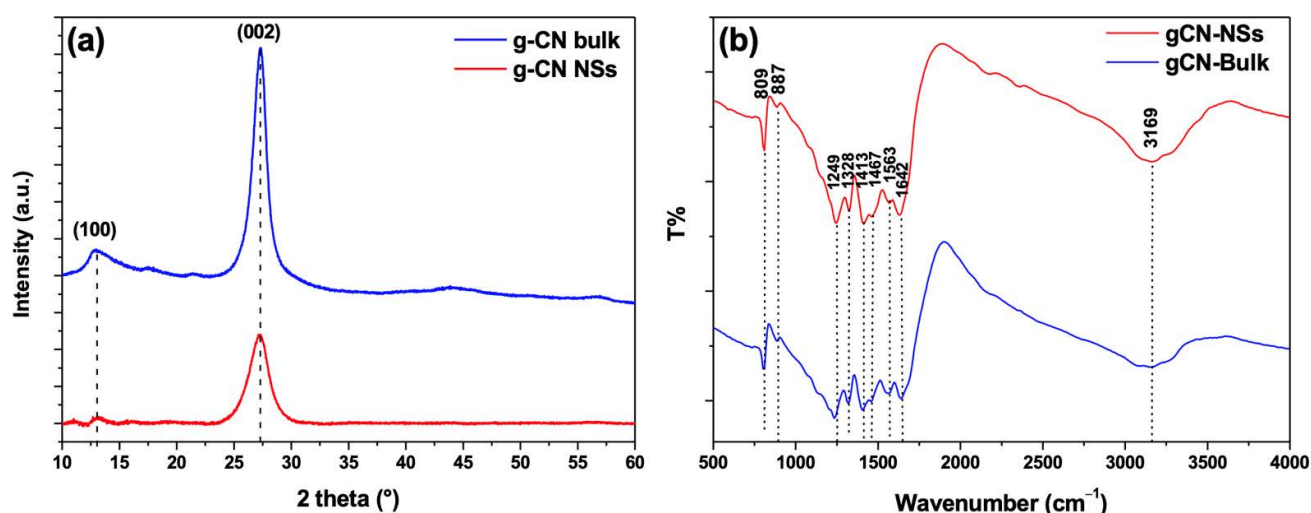 (a)
(002)
g-CN bulk
g-CN NSs
(100)
Intensity (a.u.)
10 15 20 25 30 35 40 45 50 55 60
2 theta (°)
(b)
gCN-NSs
gCN-Bulk
809
887
1249
1328
1413
1467
1563
1642
3169
T%
500 1000 1500 2000 2500 3000 3500 4000
Wavenumber (cm⁻¹)